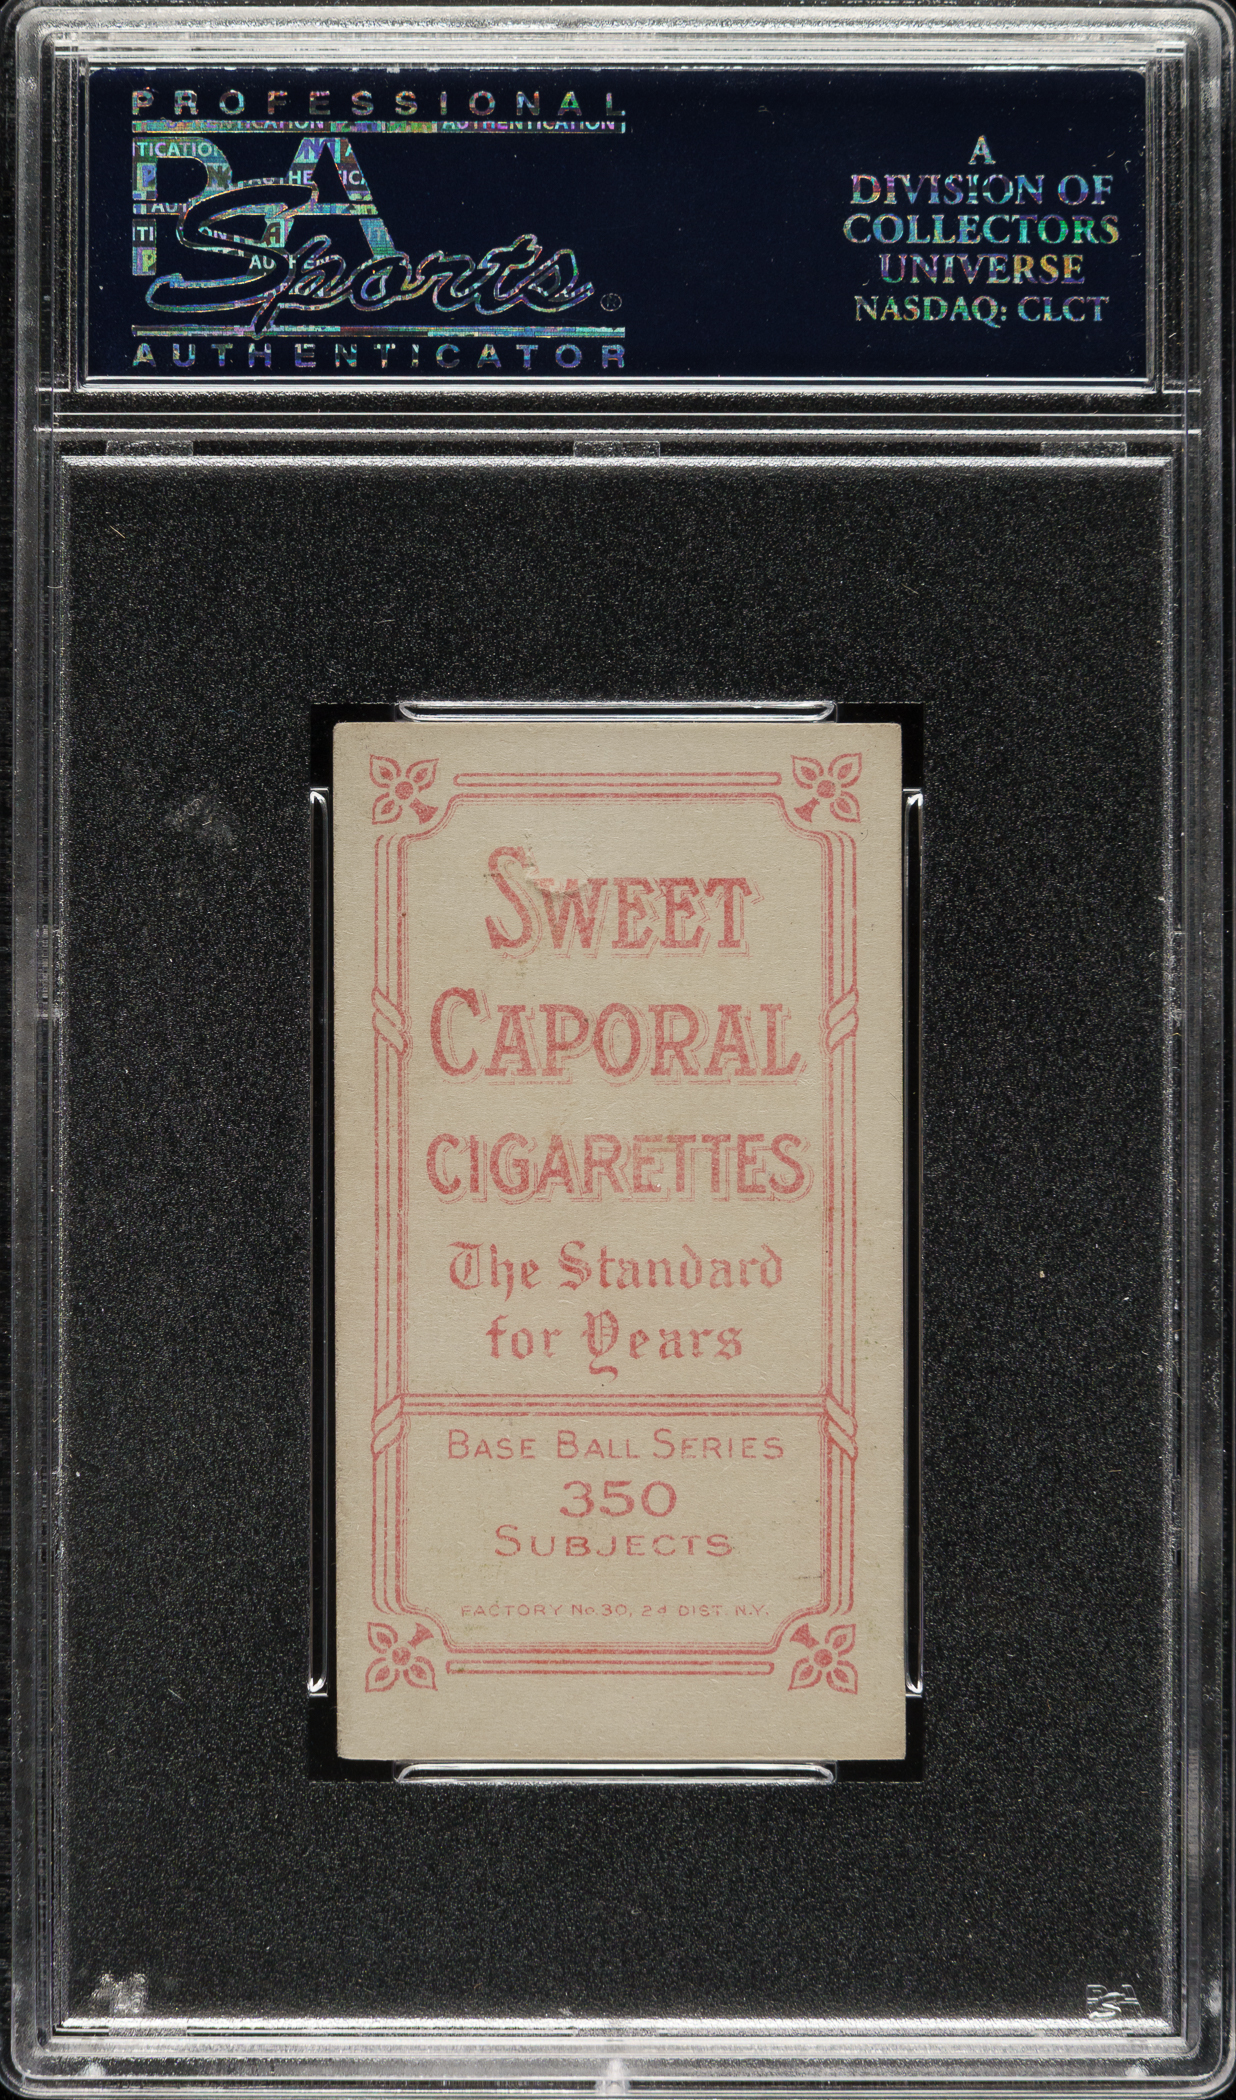 PROFESSIONAL
PSA
Sports®
AUTHENTICATOR
A
DIVISION OF
COLLECTORS
UNIVERSE
NASDAQ: CLCT
SWEET
CAPORAL
CIGARETTES
The Standard
for Years
BASE BALL SERIES
350
SUBJECTS
FACTORY No. 30, 2d DIST. N.Y.
PSA